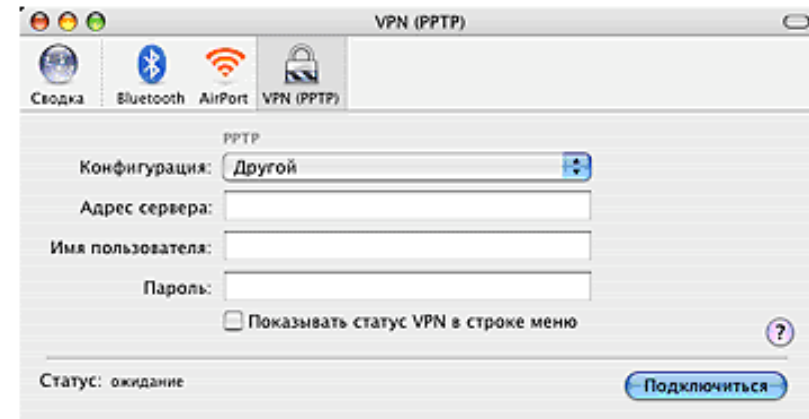 VPN (PPTP)
Сводка Bluetooth AirPort VPN (PPTP)
PPTP
Конфигурация: Другой
Адрес сервера:
Имя пользователя:
Пароль:
Показывать статус VPN в строке меню
?
Статус: ожидание
Подключиться